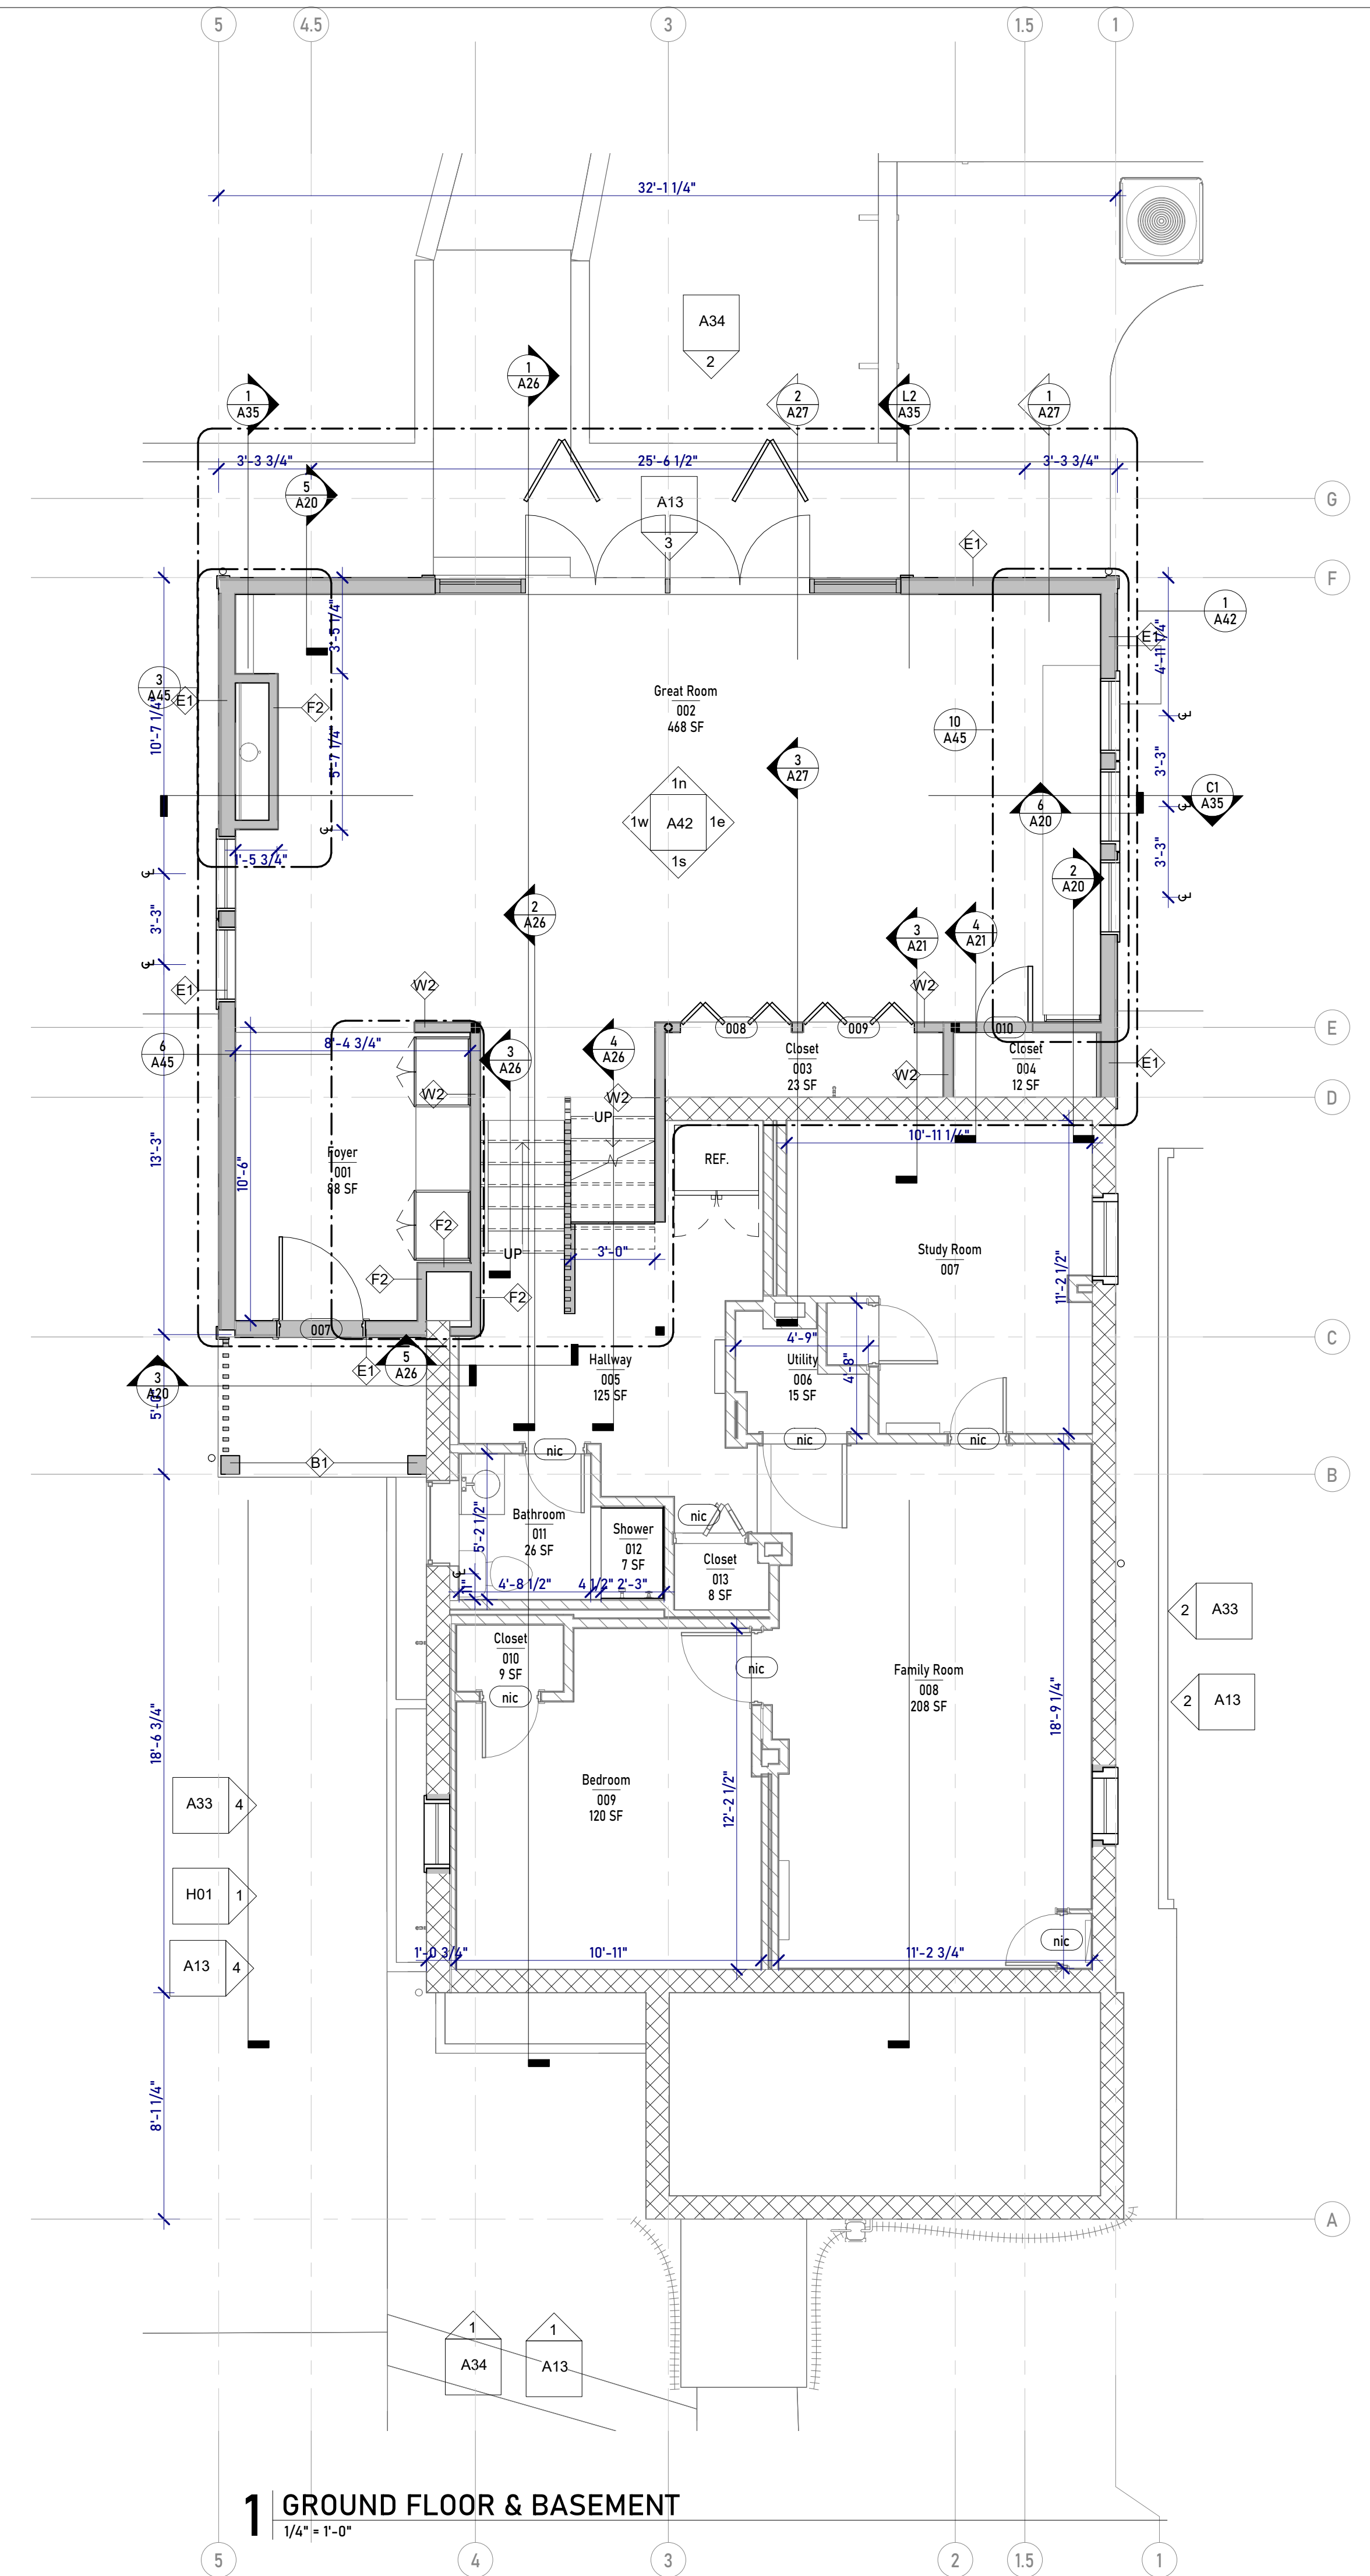 5
4.5
3
1.5
1
32'-1 1/4"
A34
2
1
A26
1
A35
2
A27
L2
A35
1
A27
3'-3 3/4"
25'-6 1/2"
3'-3 3/4"
5
A20
A13
3
G
E1
F
1
A42
3'-5 1/4"
4'-11 1/4"
E1
3
A45
E1
F2
10'-7 1/4"
5'-7 1/4"
Great Room
002
468 SF
10
A45
3
A27
3'-3"
1n
1w
A42
1e
1s
6
A20
C1
A35
1'-5 3/4"
3'-3"
2
A20
3'-3"
2
A26
3
A21
4
A21
E1
W2
W2
008
009
010
E
8'-4 3/4"
6
A45
3
A26
4
A26
Closet
003
23 SF
Closet
004
12 SF
E1
W2
W2
W2
D
UP
10'-11 1/4"
13'-3"
10'-6"
Foyer
001
88 SF
REF.
F2
UP
3'-0"
Study Room
007
11'-2 1/2"
F2
F2
007
C
4'-9"
E1
5
A26
Hallway
005
125 SF
Utility
006
15 SF
4'-8"
3
A20
5'-0"
nic
nic
nic
B1
B
5'-2 1/2"
Bathroom
011
26 SF
nic
Shower
012
7 SF
Closet
013
8 SF
11"
4'-8 1/2"
4 1/2"
2'-3"
2
A33
Closet
010
9 SF
nic
nic
Family Room
008
208 SF
2
A13
18'-6 3/4"
18'-9 1/4"
Bedroom
009
120 SF
12'-2 1/2"
A33
4
H01
1
A13
4
nic
1'-0 3/4"
10'-11"
11'-2 3/4"
8'-1 1/4"
A
1
A34
1
A13
1
GROUND FLOOR & BASEMENT
1/4" = 1'-0"
5
4
3
2
1.5
1